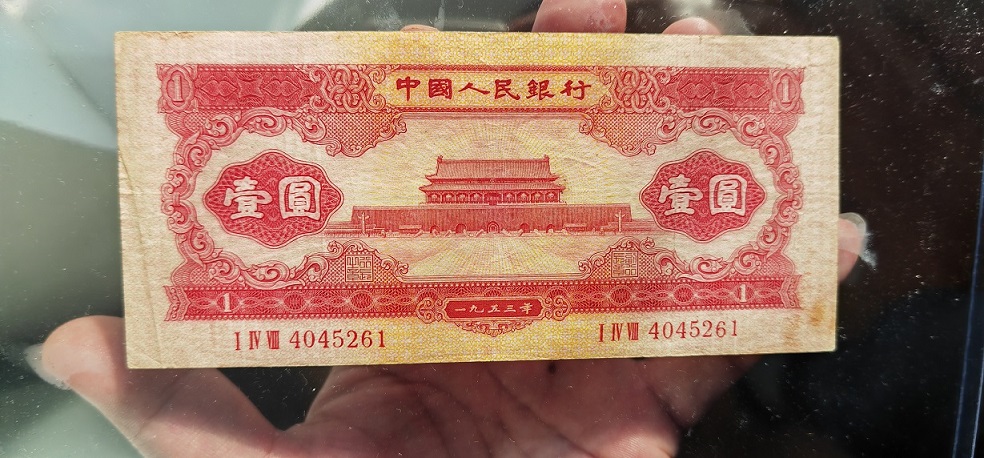 1 中國人民銀行 1
壹圓 壹圓
1 一九五三年 1
I IV VIII 4045261 I IV VIII 4045261